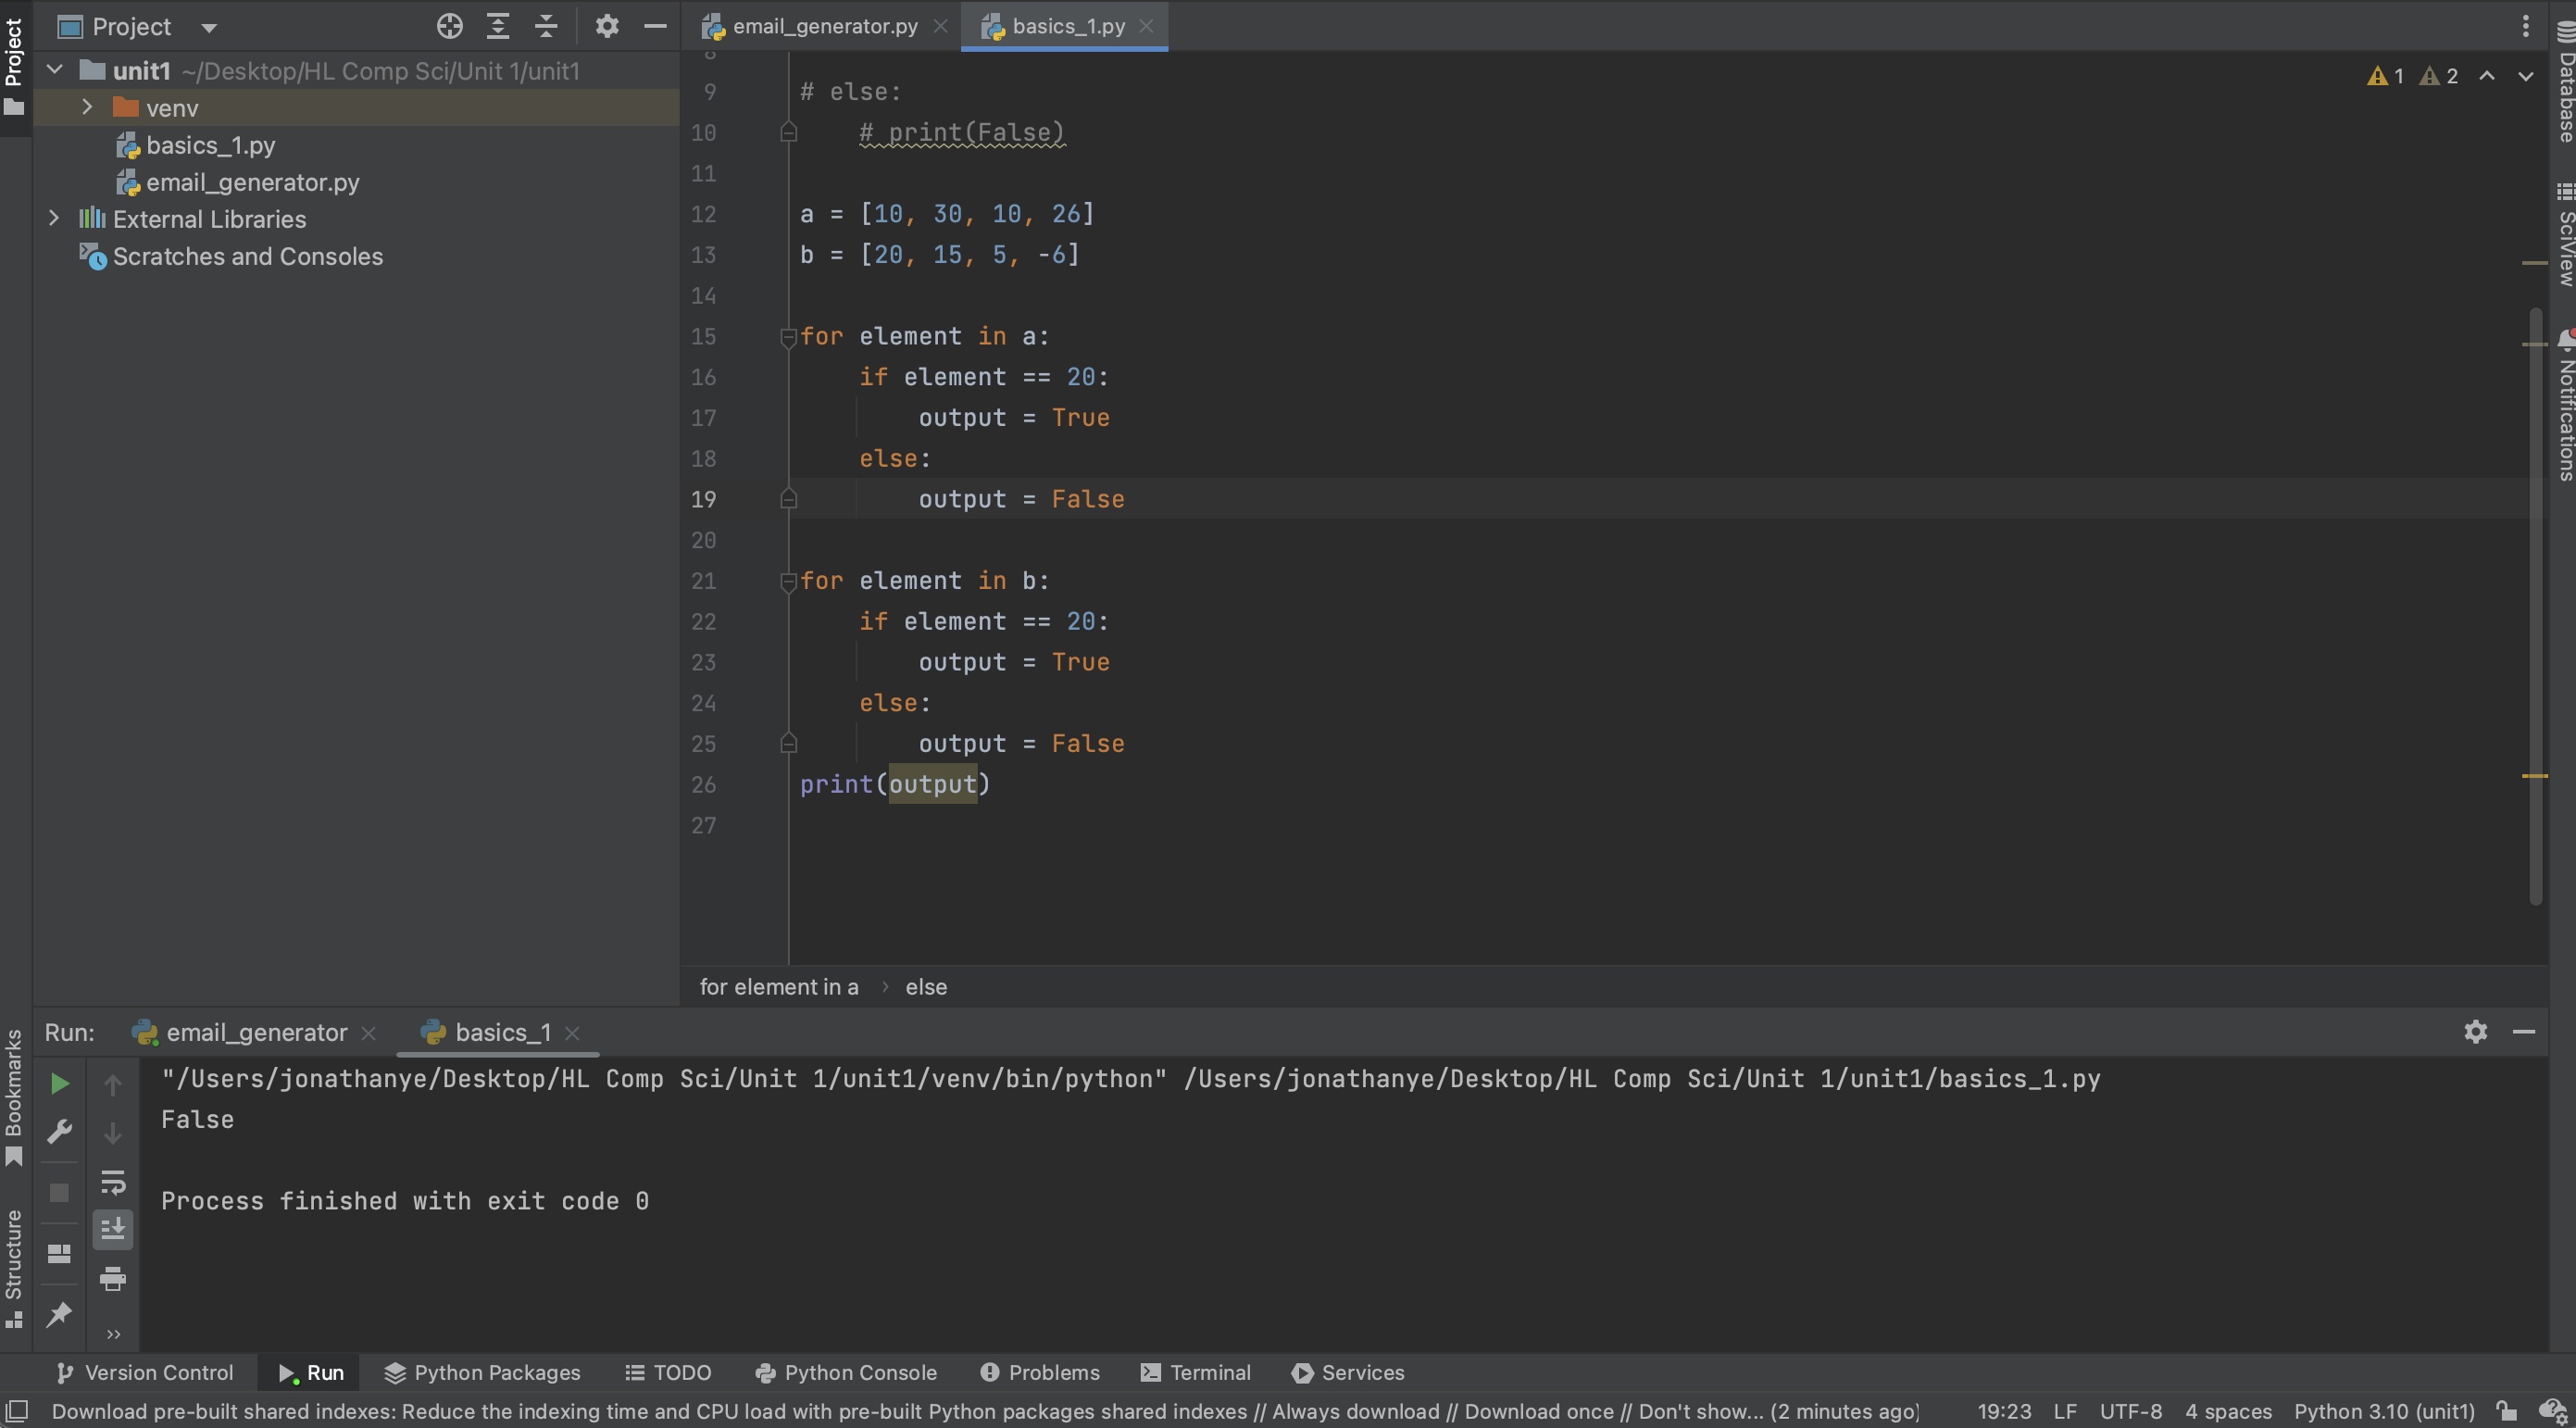 Project
Project
email_generator.py
basics_1.py
unit1 ~/Desktop/HL Comp Sci/Unit 1/unit1
venv
basics_1.py
email_generator.py
External Libraries
Scratches and Consoles
1 2
8
9 # else:
10 # print(False)
11
12 a = [10, 30, 10, 26]
13 b = [20, 15, 5, -6]
14
15 for element in a:
16 if element == 20:
17 output = True
18 else:
19 output = False
20
21 for element in b:
22 if element == 20:
23 output = True
24 else:
25 output = False
26 print(output)
27
for element in a › else
Database
SciView
Notifications
Run: email_generator basics_1
"/Users/jonathanye/Desktop/HL Comp Sci/Unit 1/unit1/venv/bin/python" /Users/jonathanye/Desktop/HL Comp Sci/Unit 1/unit1/basics_1.py
False
Process finished with exit code 0
Bookmarks
Structure
Version Control Run Python Packages TODO Python Console Problems Terminal Services
Download pre-built shared indexes: Reduce the indexing time and CPU load with pre-built Python packages shared indexes // Always download // Download once // Don't show... (2 minutes ago) 19:23 LF UTF-8 4 spaces Python 3.10 (unit1)